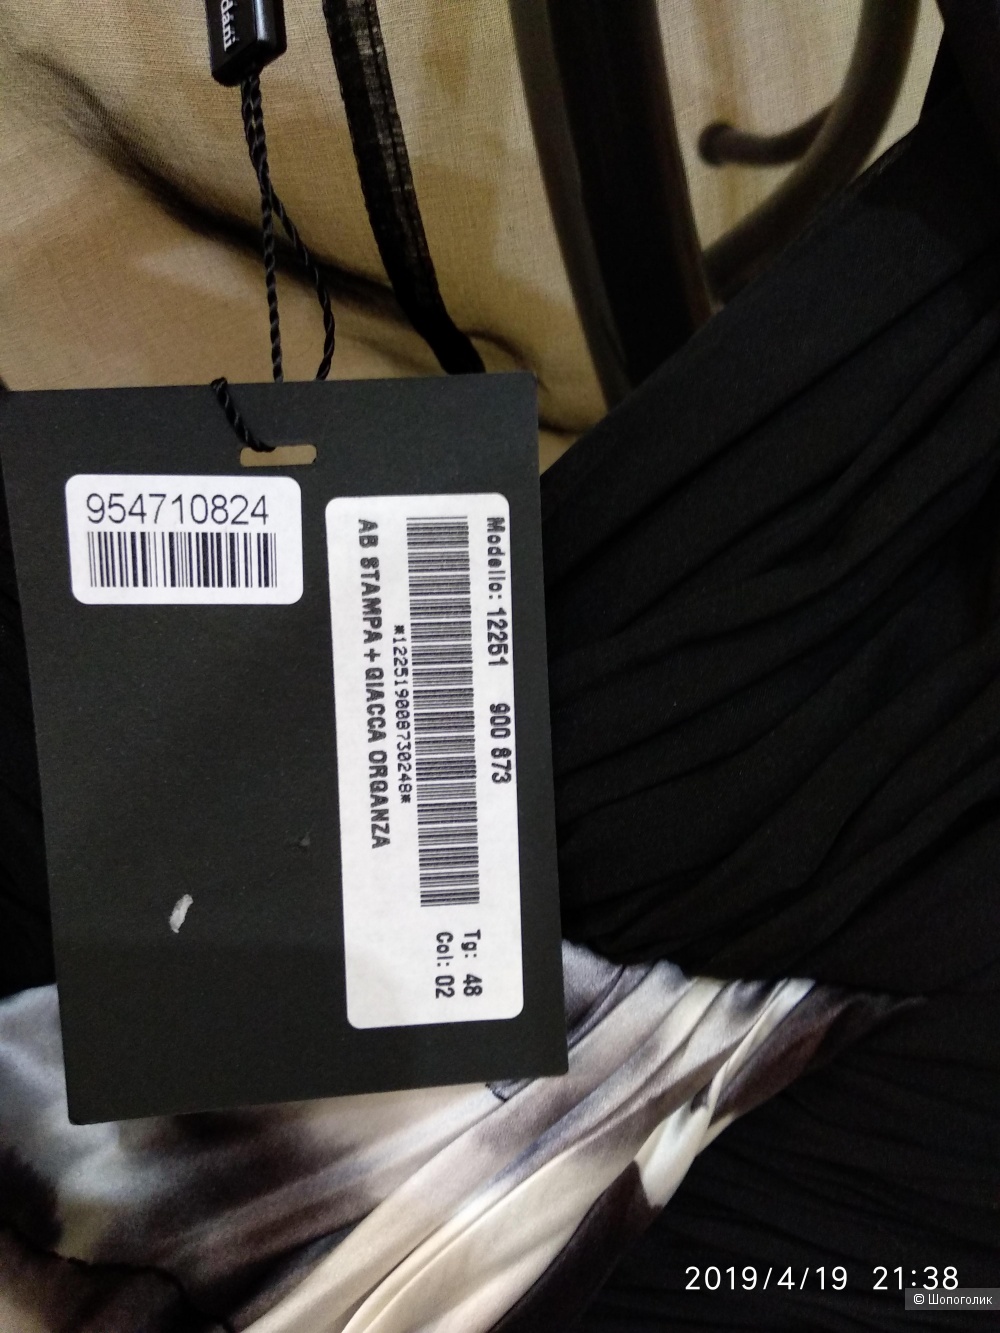 954710824
Modello: 12251 900 873
*122519008730248*
AB STAMPA + GIACCA ORGANZA
Tg: 48
Col: 02
2019/4/19 21:38
© Шопоголик